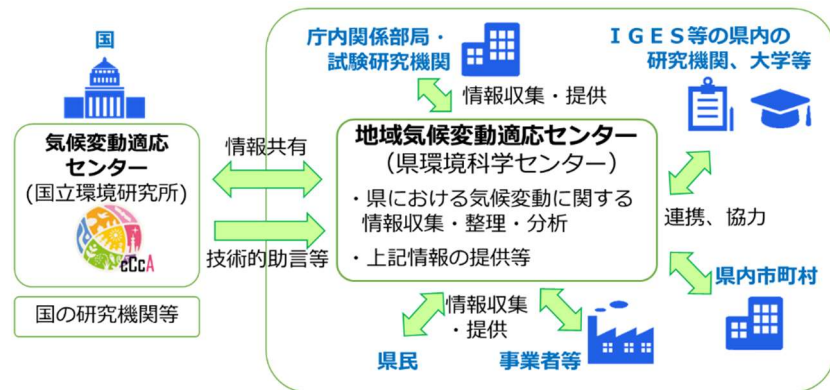 国
気候変動適応
センター
(国立環境研究所)
cCcA
国の研究機関等
情報共有
技術的助言等
庁内関係部局・
試験研究機関
情報収集・提供
ＩＧＥＳ等の県内の
研究機関、大学等
地域気候変動適応センター
（県環境科学センター）
・県における気候変動に関する
情報収集・整理・分析
・上記情報の提供等
連携、協力
県内市町村
情報収集
・提供
県民
事業者等